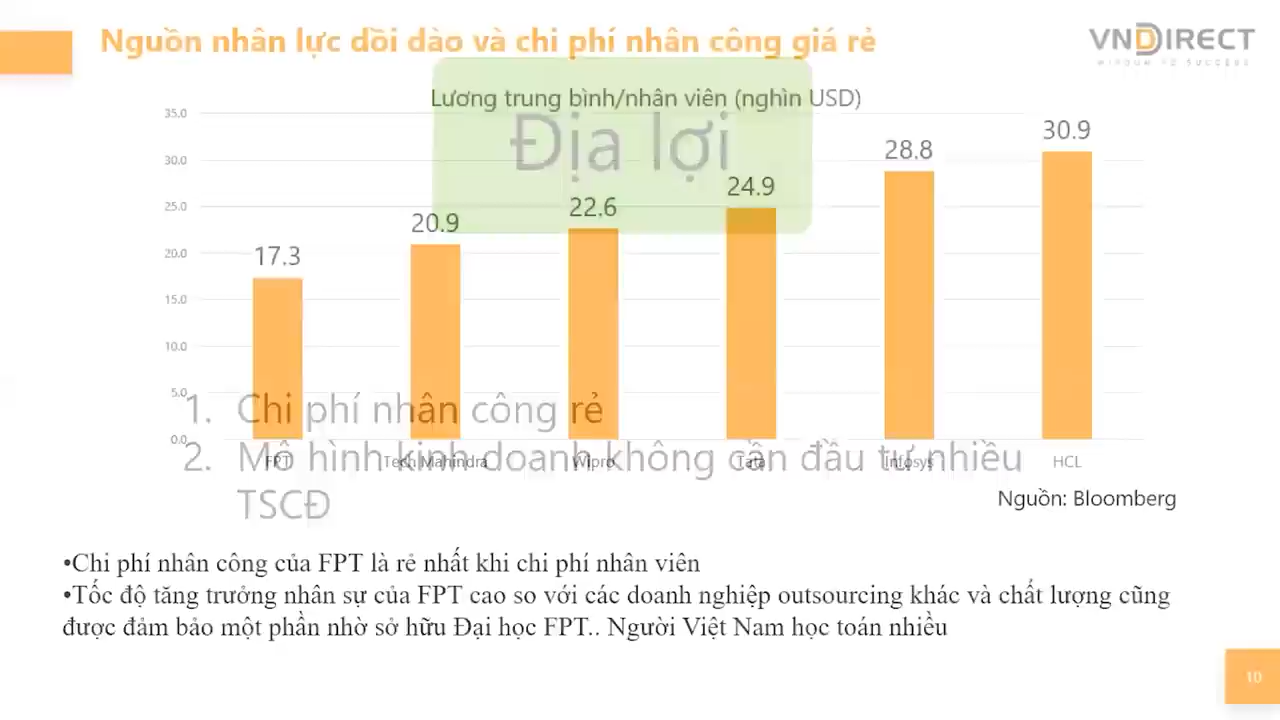 Nguồn nhân lực dồi dào và chi phí nhân công giá rẻ
VNDIRECT
WISDOM TO SUCCESS
Lương trung bình/nhân viên (nghìn USD)
Địa lợi
35.0
30.0
25.0
20.0
15.0
10.0
5.0
0.0
17.3
20.9
22.6
24.9
28.8
30.9
1. Chi phí nhân công rẻ
2. Mô hình kinh doanh không cần đầu tư nhiều
TSCĐ
FPT
Tech Mahindra
Wipro
Tata
Infosys
HCL
Nguồn: Bloomberg
•Chi phí nhân công của FPT là rẻ nhất khi chi phí nhân viên
•Tốc độ tăng trưởng nhân sự của FPT cao so với các doanh nghiệp outsourcing khác và chất lượng cũng
được đảm bảo một phần nhờ sở hữu Đại học FPT.. Người Việt Nam học toán nhiều
10